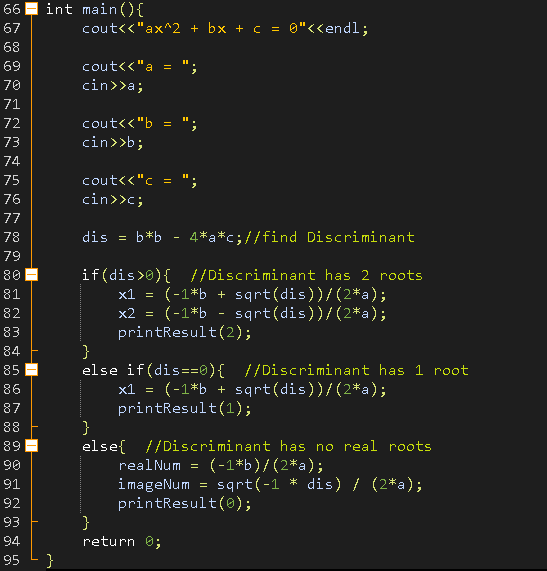 66 int main(){
67     cout<<"ax^2 + bx + c = 0"<<endl;
68
69     cout<<"a = ";
70     cin>>a;
71
72     cout<<"b = ";
73     cin>>b;
74
75     cout<<"c = ";
76     cin>>c;
77
78     dis = b*b - 4*a*c;//find Discriminant
79
80     if(dis>0){  //Discriminant has 2 roots
81         x1 = (-1*b + sqrt(dis))/(2*a);
82         x2 = (-1*b - sqrt(dis))/(2*a);
83         printResult(2);
84     }
85     else if(dis==0){  //Discriminant has 1 root
86         x1 = (-1*b + sqrt(dis))/(2*a);
87         printResult(1);
88     }
89     else{  //Discriminant has no real roots
90         realNum = (-1*b)/(2*a);
91         imageNum = sqrt(-1 * dis) / (2*a);
92         printResult(0);
93     }
94     return 0;
95 }